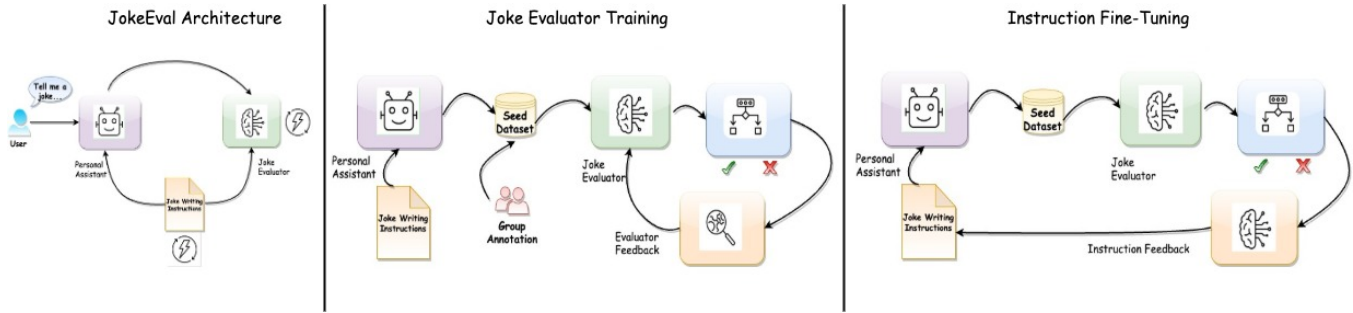 JokeEval Architecture
Tell me a
joke...
User
Personal
Assistant
Joke
Evaluator
Joke Writing
Instructions
Joke Evaluator Training
Personal
Assistant
Joke Writing
Instructions
Seed
Dataset
Group
Annotation
Joke
Evaluator
Evaluator
Feedback
Instruction Fine-Tuning
Personal
Assistant
Joke Writing
Instructions
Seed
Dataset
Joke
Evaluator
Instruction Feedback